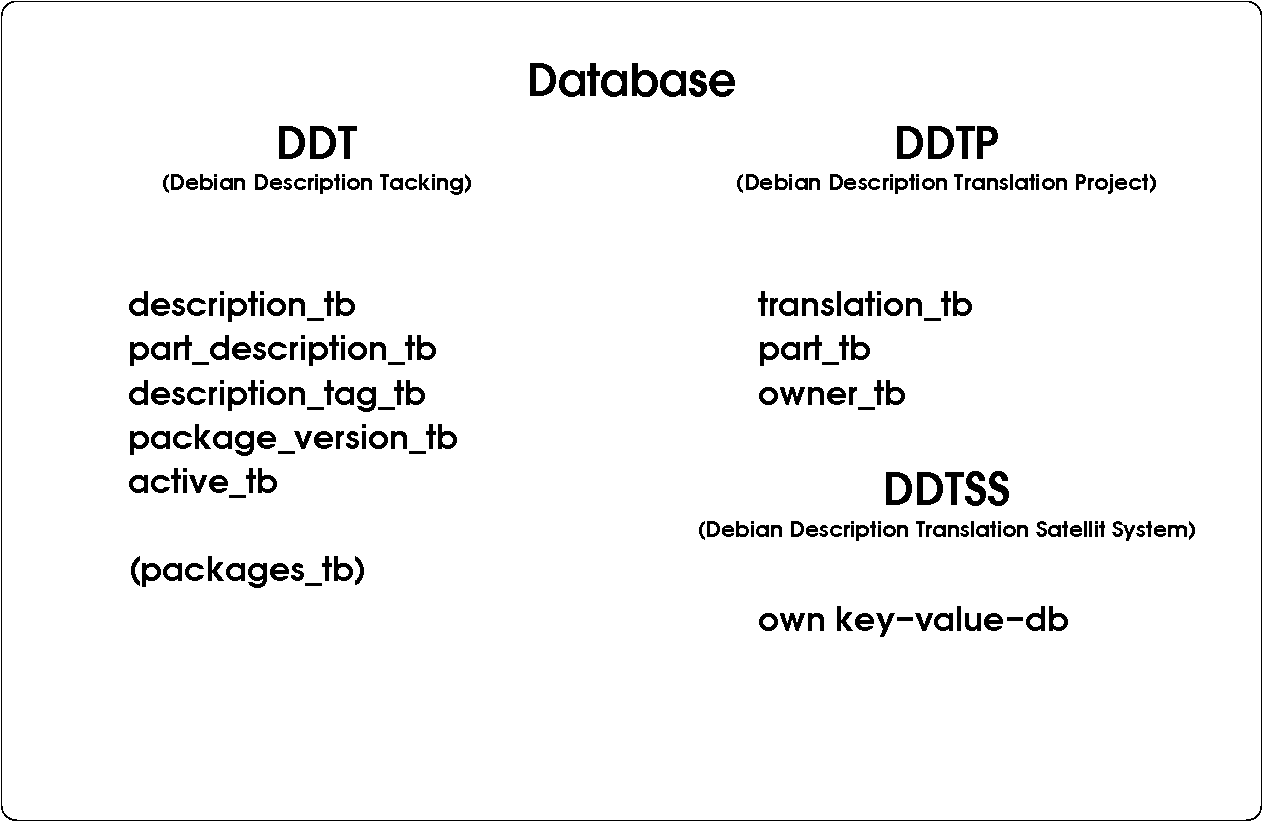 Database
DDT
(Debian Description Tacking)
description_tb
part_description_tb
description_tag_tb
package_version_tb
active_tb
(packages_tb)
DDTP
(Debian Description Translation Project)
translation_tb
part_tb
owner_tb
DDTSS
(Debian Description Translation Satellit System)
own key-value-db